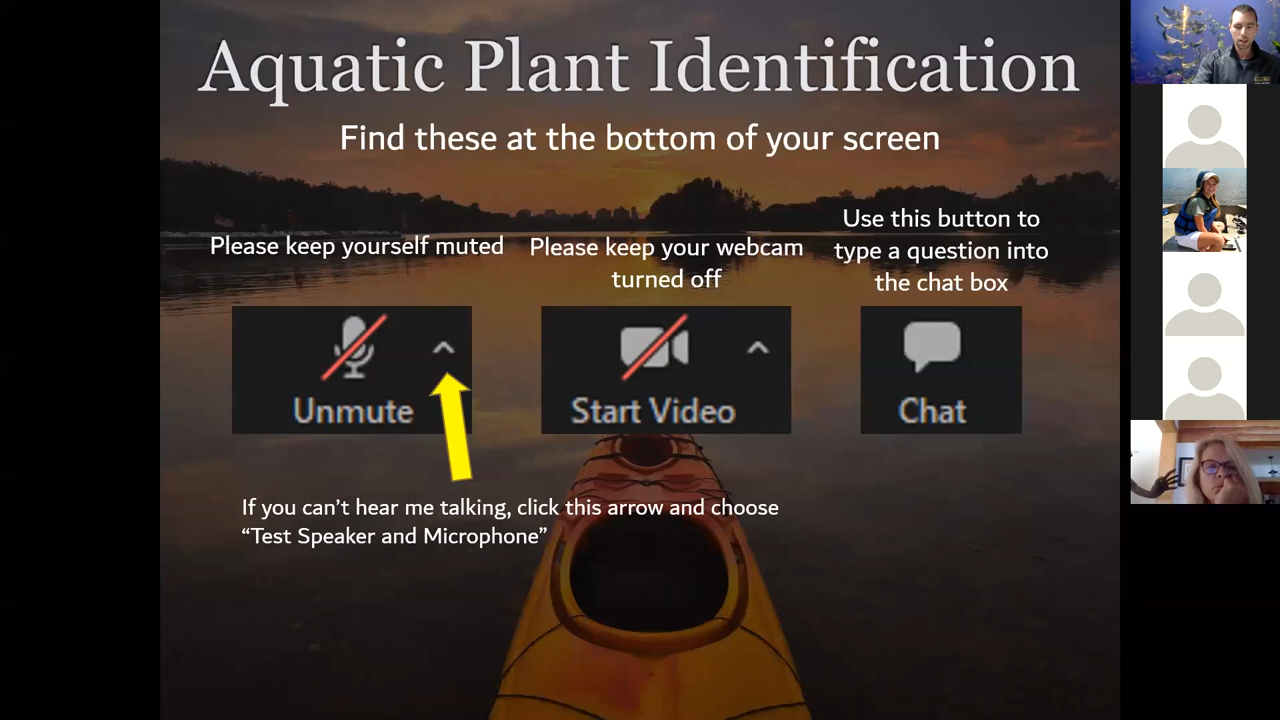 Aquatic Plant Identification
Find these at the bottom of your screen
Please keep yourself muted
Please keep your webcam
turned off
Use this button to
type a question into
the chat box
Unmute
Start Video
Chat
If you can’t hear me talking, click this arrow and choose
“Test Speaker and Microphone”